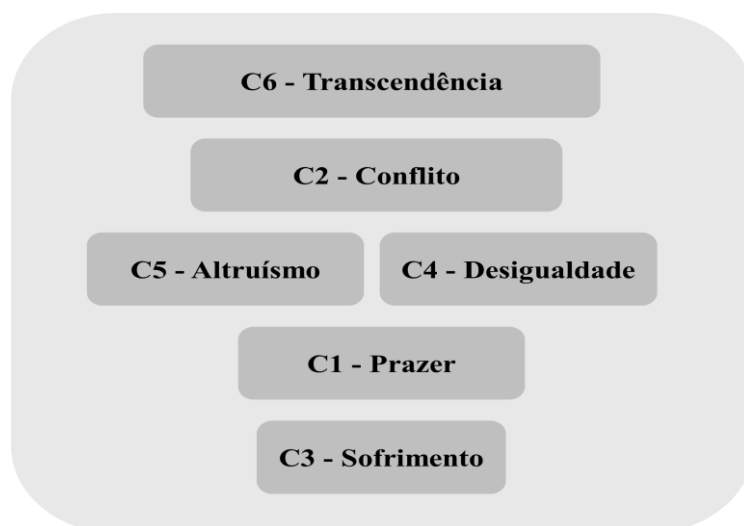 C6 - Transcendência
C2 - Conflito
C5 - Altruísmo
C4 - Desigualdade
C1 - Prazer
C3 - Sofrimento